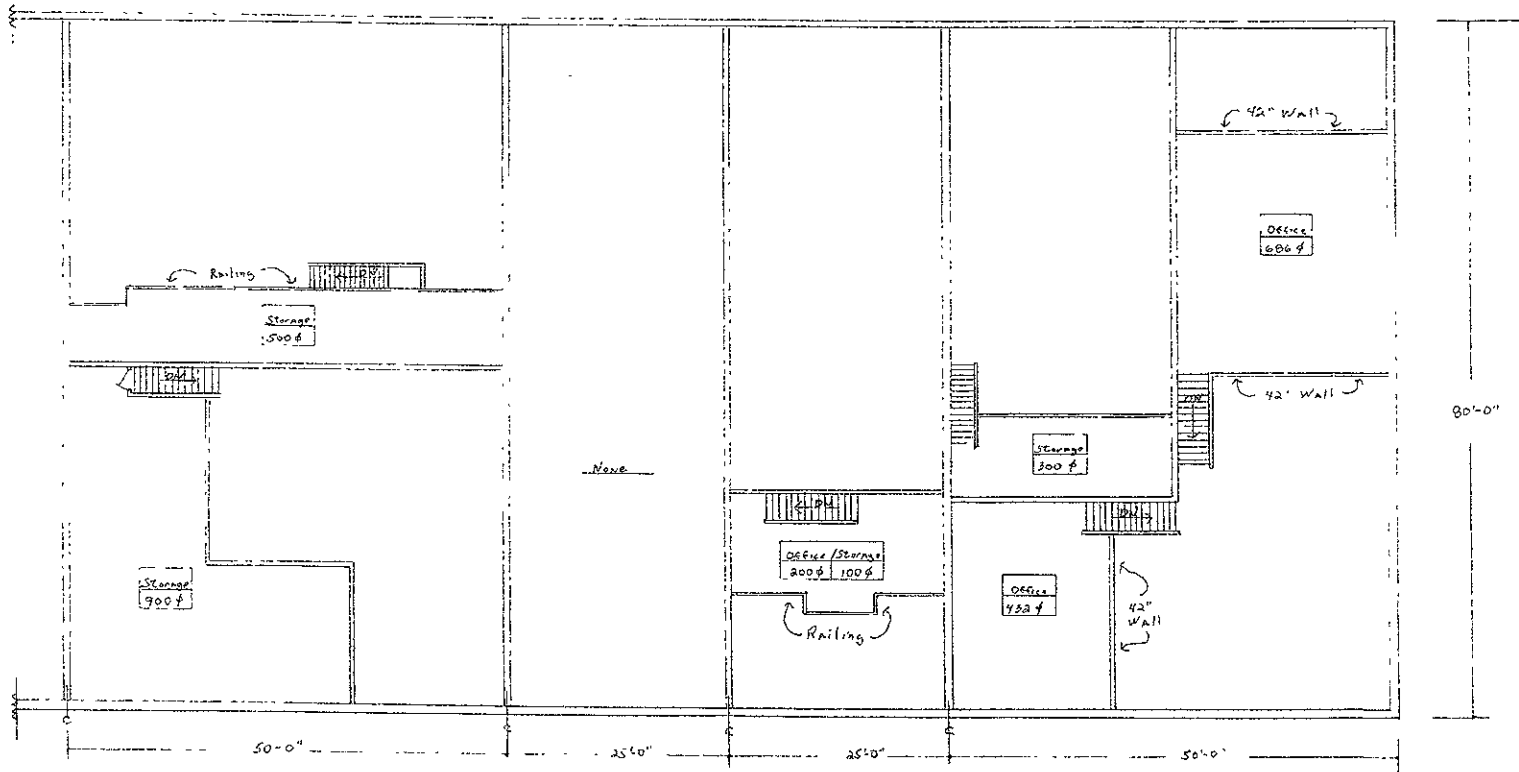 42" Wall
Office
686 ⌀
Railing
DN
Storage
500 ⌀
DN
42" Wall
DN
80'-0"
Storage
300 ⌀
None
DN
DN
Office / Storage
200 ⌀ 100 ⌀
Storage
900 ⌀
Office
432 ⌀
42"
Wall
Railing
50'-0"
25'-0"
25'-0"
50'-0"